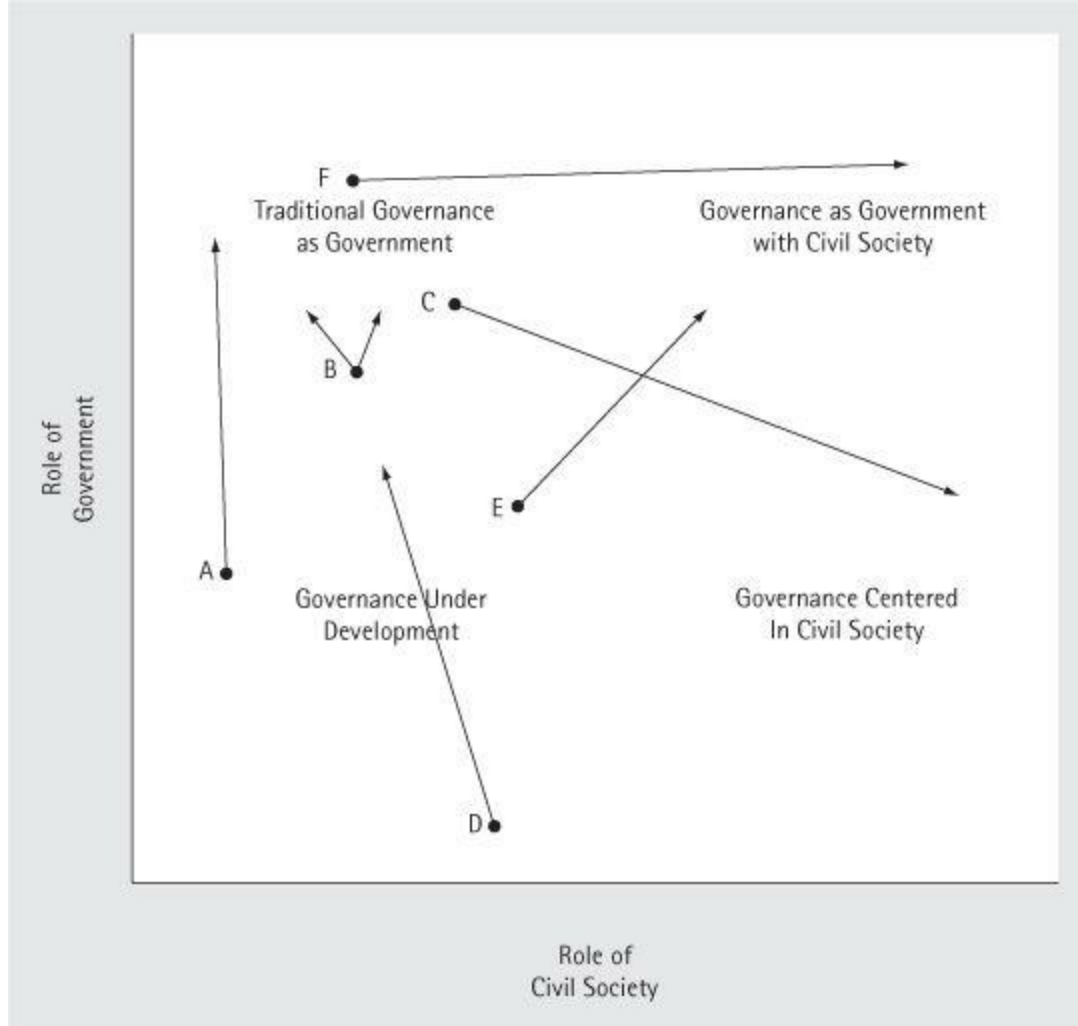 F
Traditional Governance
as Government
Governance as Government
with Civil Society
C
B
Role of
Government
E
A
Governance Under
Development
Governance Centered
In Civil Society
D
Role of
Civil Society